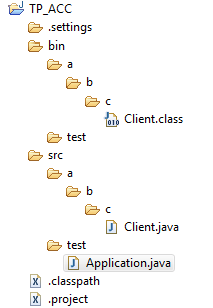 TP_ACC
.settings
bin
a
b
c
Client.class
test
src
a
b
c
Client.java
test
Application.java
.classpath
.project